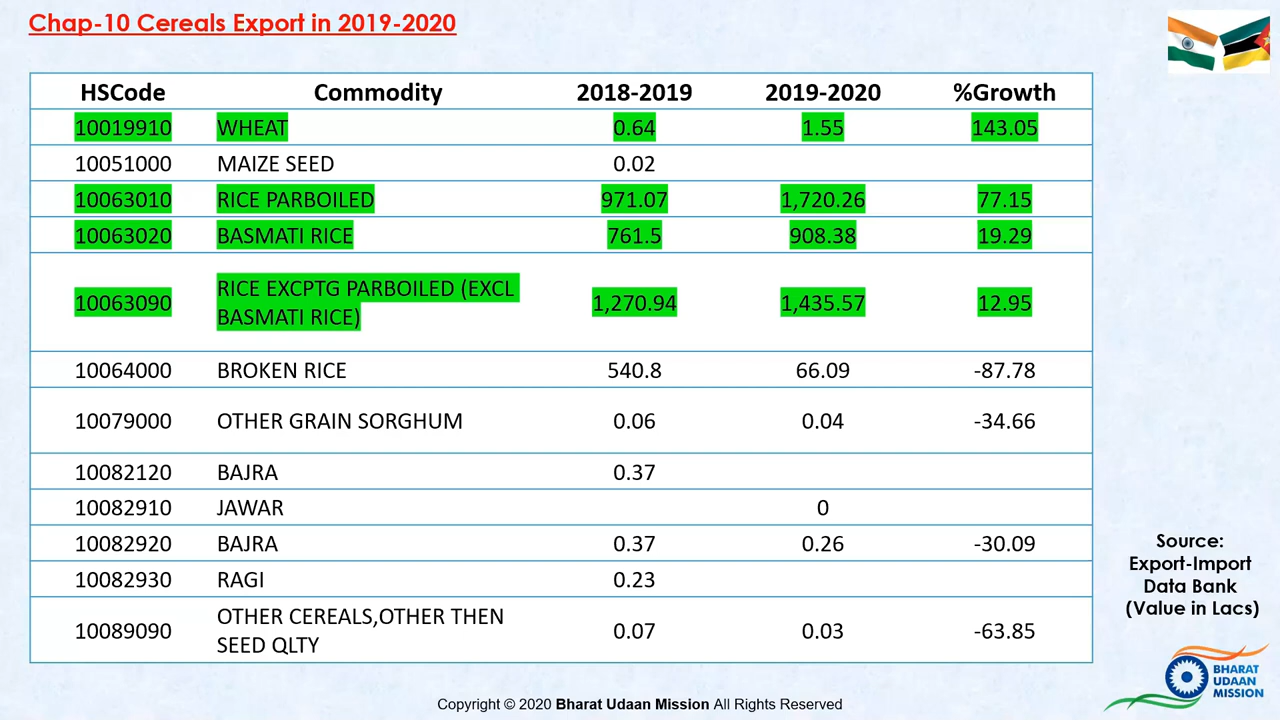 Chap-10 Cereals Export in 2019-2020
HSCode Commodity 2018-2019 2019-2020 %Growth
10019910 WHEAT 0.64 1.55 143.05
10051000 MAIZE SEED 0.02
10063010 RICE PARBOILED 971.07 1,720.26 77.15
10063020 BASMATI RICE 761.5 908.38 19.29
10063090 RICE EXCPTG PARBOILED (EXCL
BASMATI RICE) 1,270.94 1,435.57 12.95
10064000 BROKEN RICE 540.8 66.09 -87.78
10079000 OTHER GRAIN SORGHUM 0.06 0.04 -34.66
10082120 BAJRA 0.37
10082910 JAWAR 0
10082920 BAJRA 0.37 0.26 -30.09
10082930 RAGI 0.23
10089090 OTHER CEREALS,OTHER THEN
SEED QLTY 0.07 0.03 -63.85
Source:
Export-Import
Data Bank
(Value in Lacs)
BHARAT
UDAAN
MISSION
Copyright © 2020 Bharat Udaan Mission All Rights Reserved